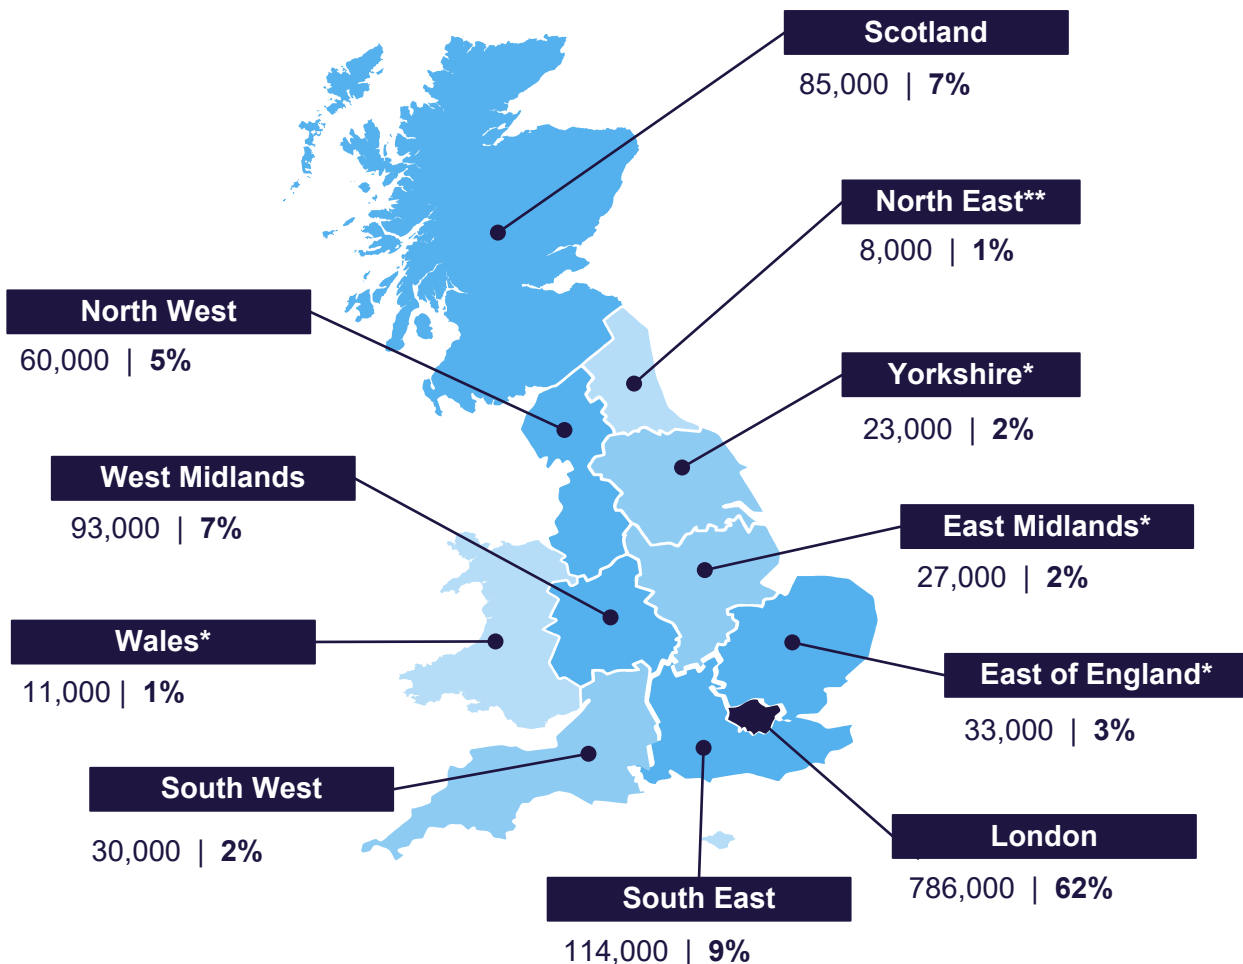 Scotland
85,000 | 7%
North East**
8,000 | 1%
North West
60,000 | 5%
Yorkshire*
23,000 | 2%
West Midlands
93,000 | 7%
East Midlands*
27,000 | 2%
Wales*
11,000 | 1%
East of England*
33,000 | 3%
South West
30,000 | 2%
London
786,000 | 62%
South East
114,000 | 9%